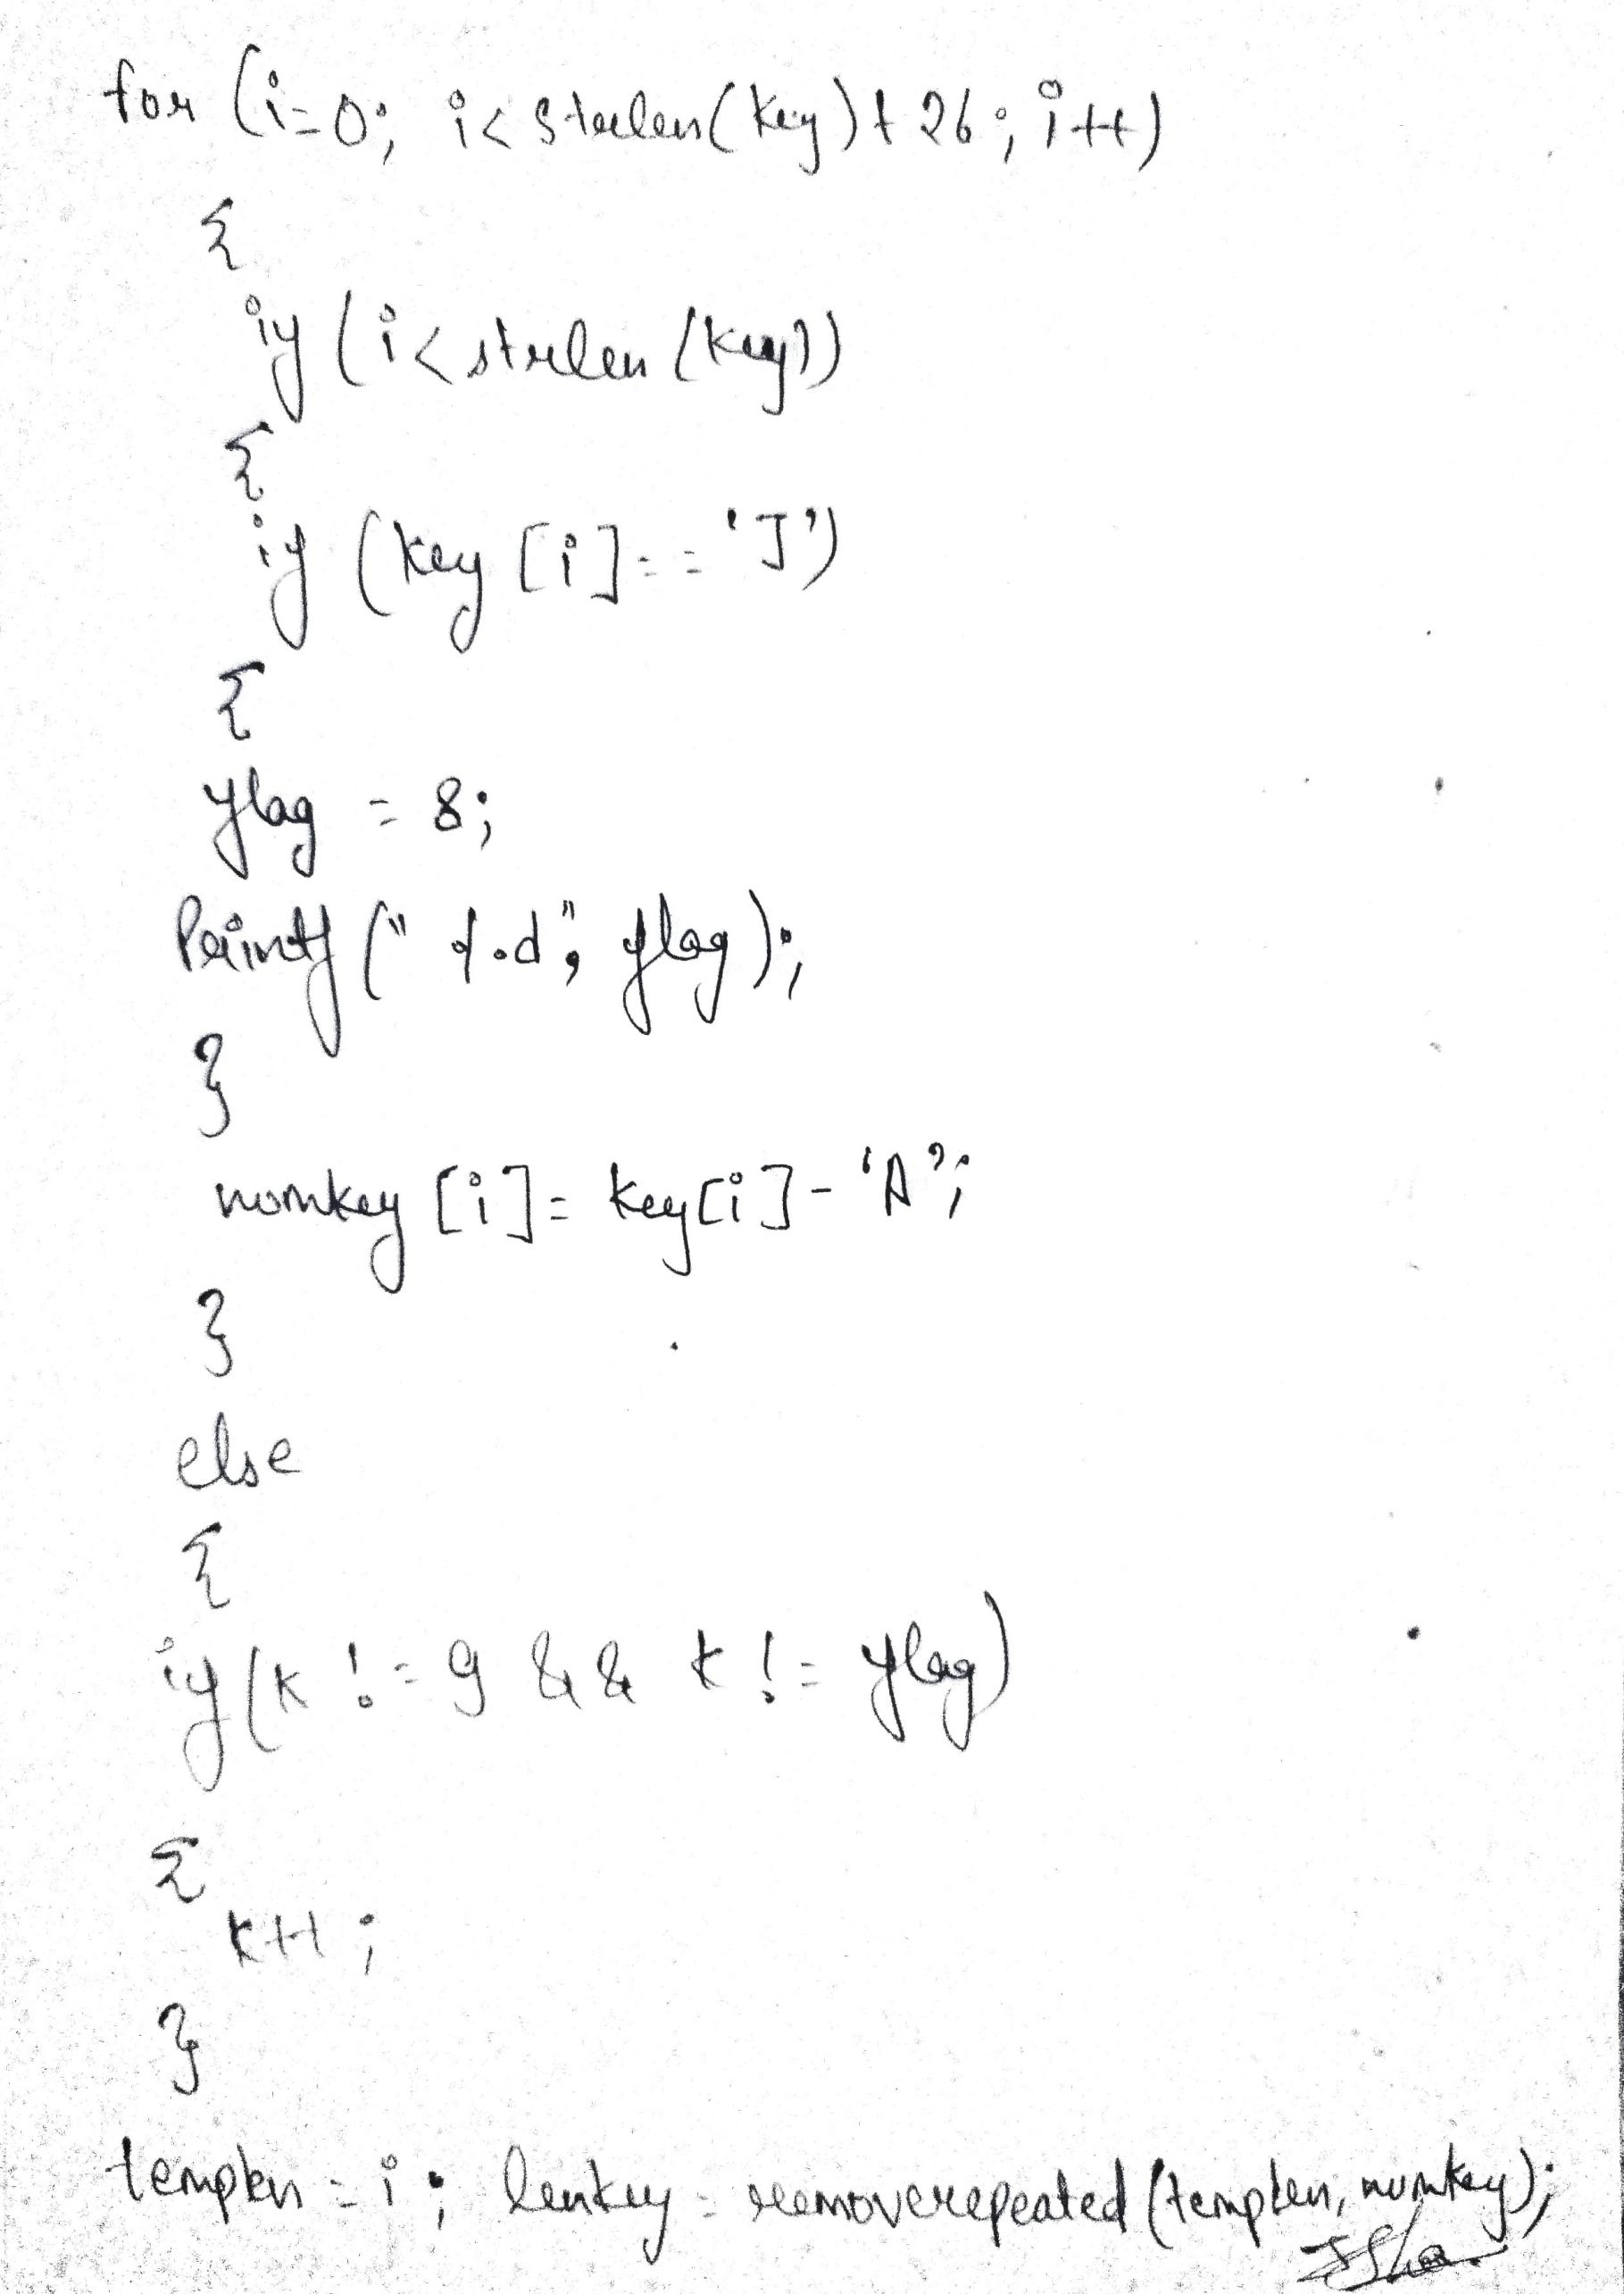 for (i=0; i<strlen(key)+26; i++)
{
if (i<strlen(key))
{
if (key[i]=='J')
{
flag = 8;
Printf("%d", flag);
}
numkey[i]= key[i]-'A';
}
else
{
if(k != 9 && k != flag)
{
k++;
}
templen = i; lenkey = removerepeated(templen, numkey);